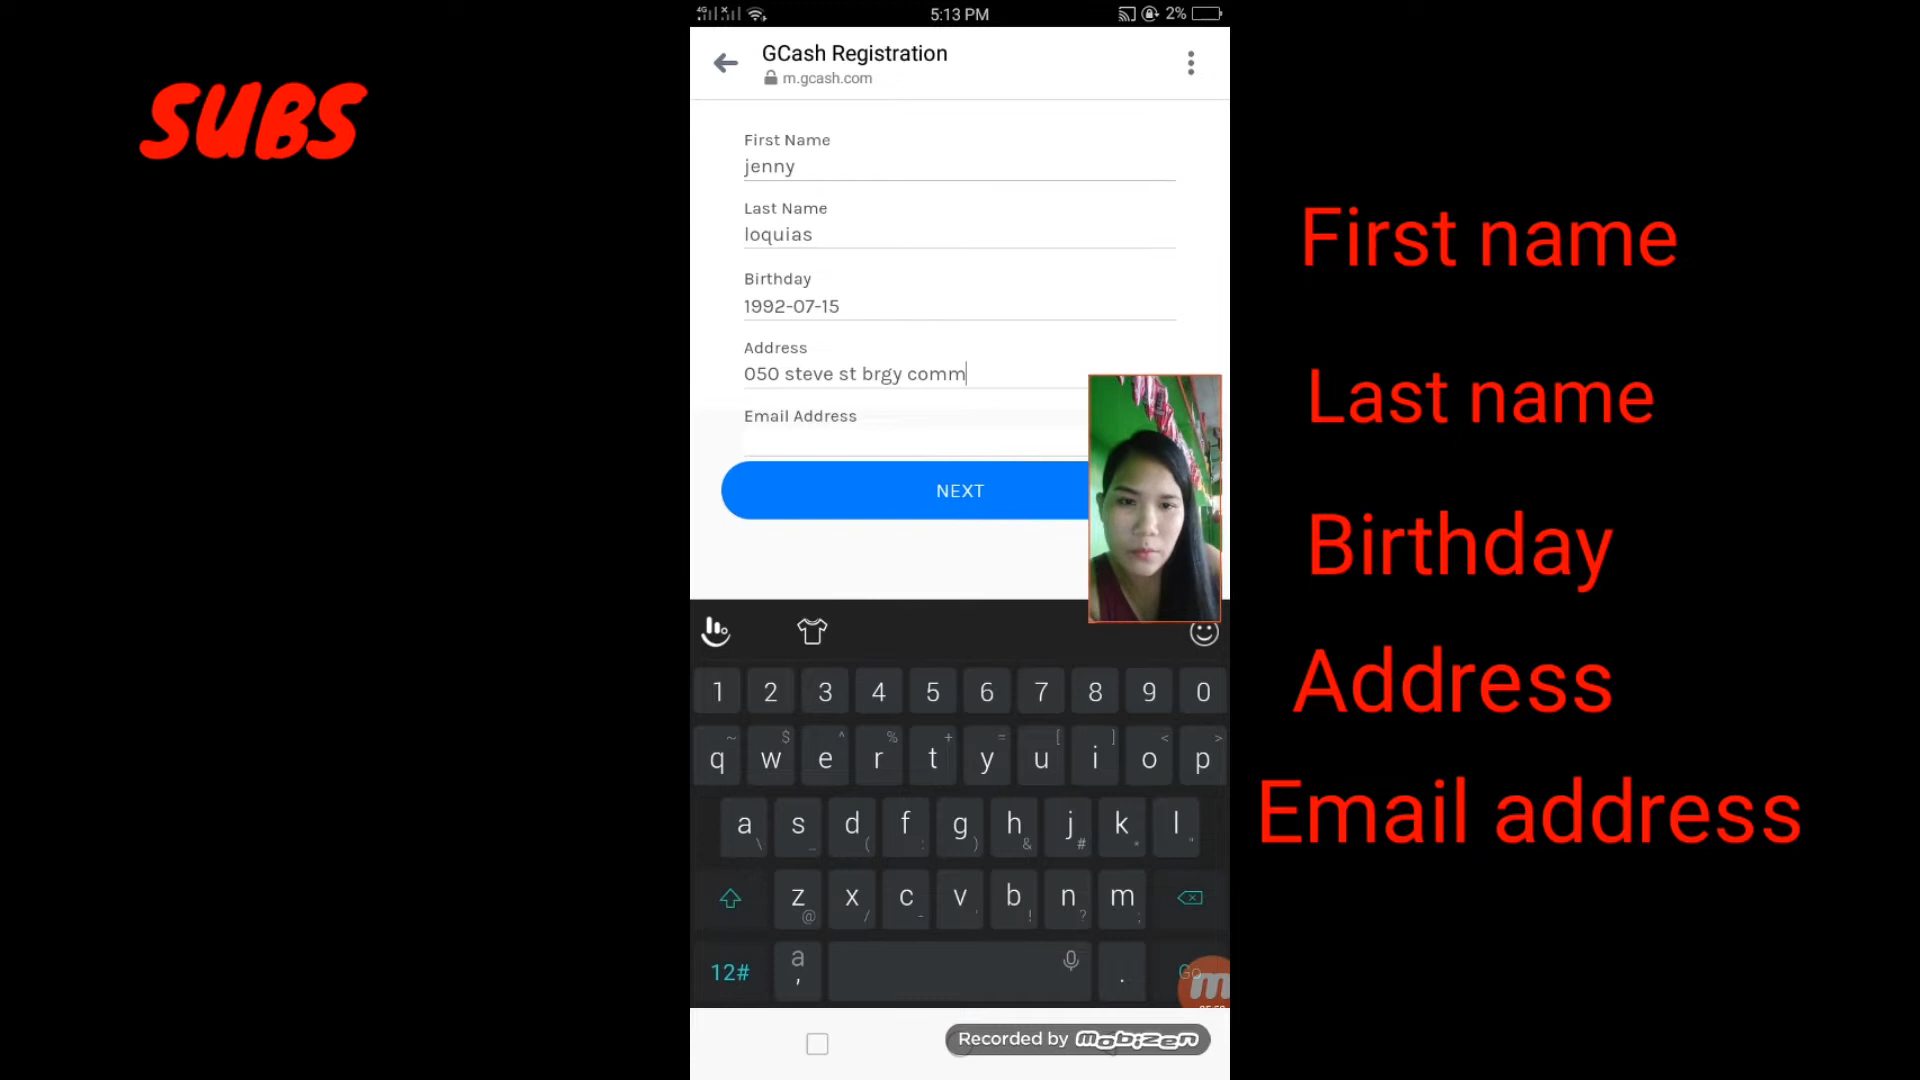 SUBS
4G
5:13 PM
2%
GCash Registration
m.gcash.com
First Name
jenny
Last Name
loquias
Birthday
1992-07-15
Address
050 steve st brgy comm
Email Address
NEXT
First name
Last name
Birthday
Address
Email address
1 2 3 4 5 6 7 8 9 0
~ $ ^ % + = [ ] < >
q w e r t y u i o p
a s d f g h j k l
\ _ ( : ) & # * "
z x c v b n m
@ / - ' ! ? ;
12# a , . Go
Recorded by mobizen